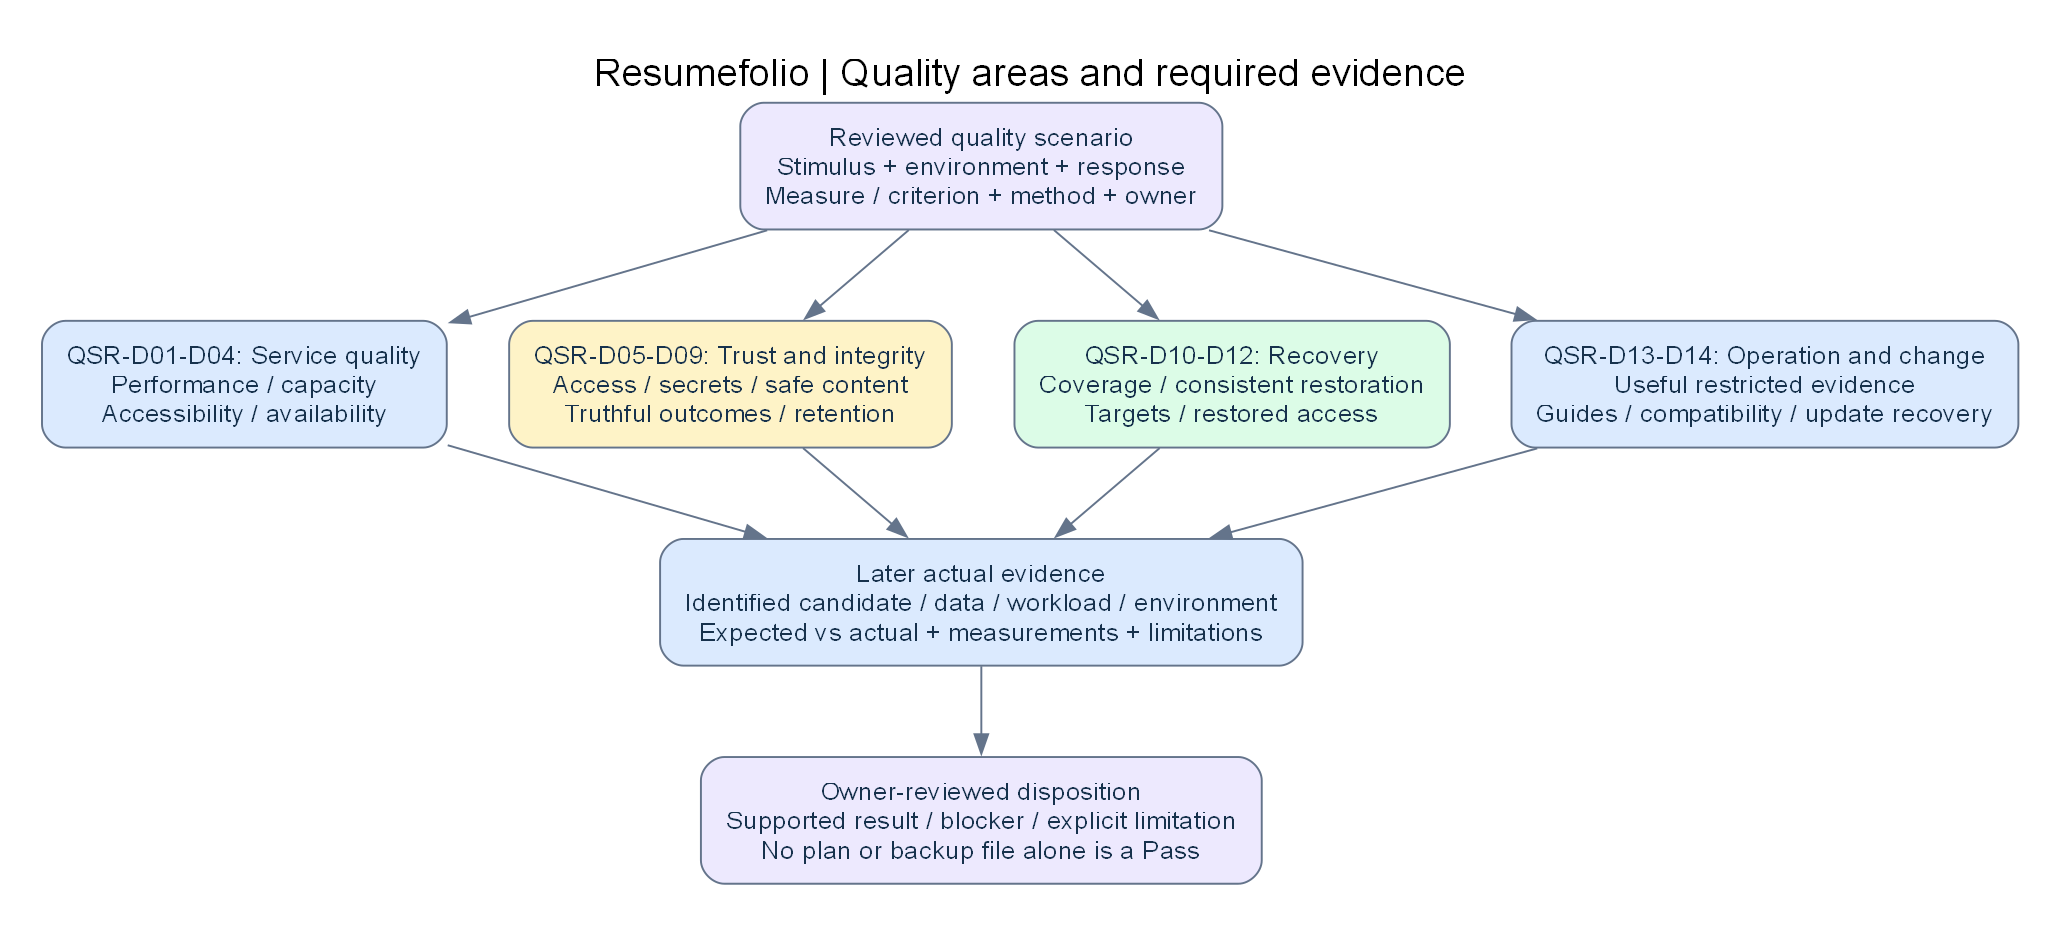 Resumefolio | Quality areas and required evidence
Reviewed quality scenario
Stimulus + environment + response
Measure / criterion + method + owner
QSR-D01-D04: Service quality
Performance / capacity
Accessibility / availability
QSR-D05-D09: Trust and integrity
Access / secrets / safe content
Truthful outcomes / retention
QSR-D10-D12: Recovery
Coverage / consistent restoration
Targets / restored access
QSR-D13-D14: Operation and change
Useful restricted evidence
Guides / compatibility / update recovery
Later actual evidence
Identified candidate / data / workload / environment
Expected vs actual + measurements + limitations
Owner-reviewed disposition
Supported result / blocker / explicit limitation
No plan or backup file alone is a Pass